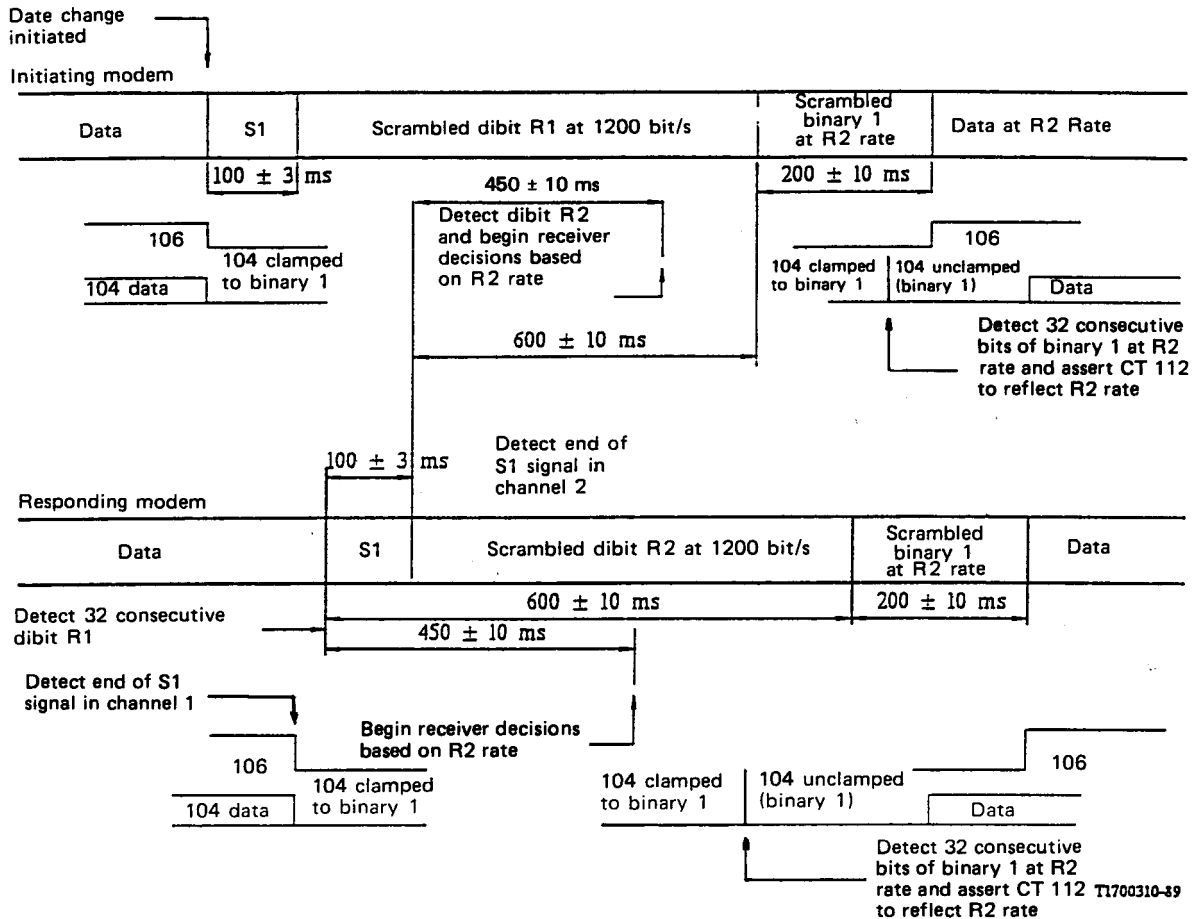 Date change
initiated
Initiating modem
Data
S1
Scrambled dibit R1 at 1200 bit/s
Scrambled
binary 1
at R2 rate
Data at R2 Rate
100 ± 3 ms
450 ± 10 ms
200 ± 10 ms
Detect dibit R2
and begin receiver
decisions based
on R2 rate
106
104 clamped
to binary 1
104 data
106
104 clamped
to binary 1
104 unclamped
(binary 1)
Data
600 ± 10 ms
Detect 32 consecutive
bits of binary 1 at R2
rate and assert CT 112
to reflect R2 rate
100 ± 3 ms
Detect end of
S1 signal in
channel 2
Responding modem
Data
S1
Scrambled dibit R2 at 1200 bit/s
Scrambled
binary 1
at R2 rate
Data
600 ± 10 ms
200 ± 10 ms
Detect 32 consecutive
dibit R1
450 ± 10 ms
Detect end of S1
signal in channel 1
Begin receiver decisions
based on R2 rate
106
104 clamped
to binary 1
104 data
104 clamped
to binary 1
104 unclamped
(binary 1)
106
Data
Detect 32 consecutive
bits of binary 1 at R2
rate and assert CT 112
to reflect R2 rate
T1700310-89